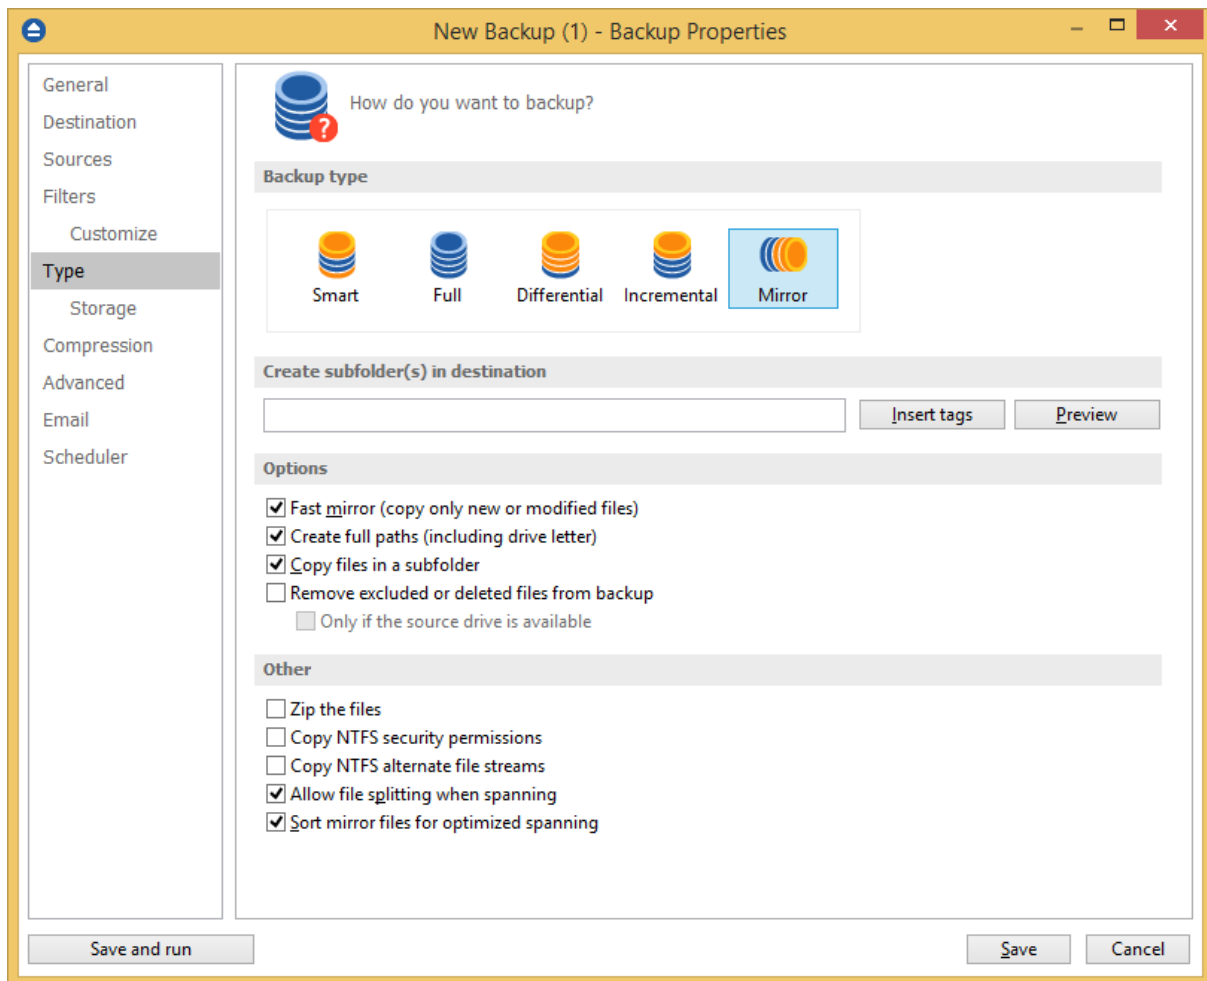 New Backup (1) - Backup Properties
General
Destination
Sources
Filters
Customize
Type
Storage
Compression
Advanced
Email
Scheduler
How do you want to backup?
Backup type
Smart
Full
Differential
Incremental
Mirror
Create subfolder(s) in destination
Insert tags
Preview
Options
Fast mirror (copy only new or modified files)
Create full paths (including drive letter)
Copy files in a subfolder
Remove excluded or deleted files from backup
Only if the source drive is available
Other
Zip the files
Copy NTFS security permissions
Copy NTFS alternate file streams
Allow file splitting when spanning
Sort mirror files for optimized spanning
Save and run
Save
Cancel